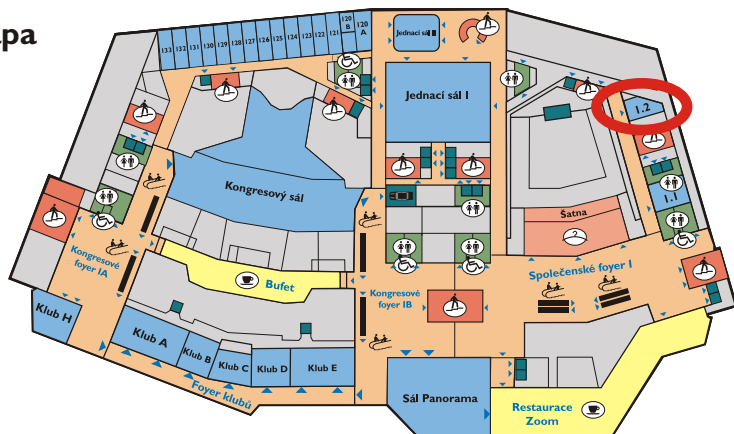 apa
133
132
131
130
129
128
127
126
125
124
123
122
121
120
B
120
A
Jednací sál II
Jednací sál I
1.2
1.1
Kongresový sál
Šatna
2
Kongresové
foyer IA
Bufet
Společenské foyer I
Kongresové
foyer IB
Klub H
Klub A
Klub B
Klub C
Klub D
Klub E
Foyer klubů
Sál Panorama
Restaurace
Zoom